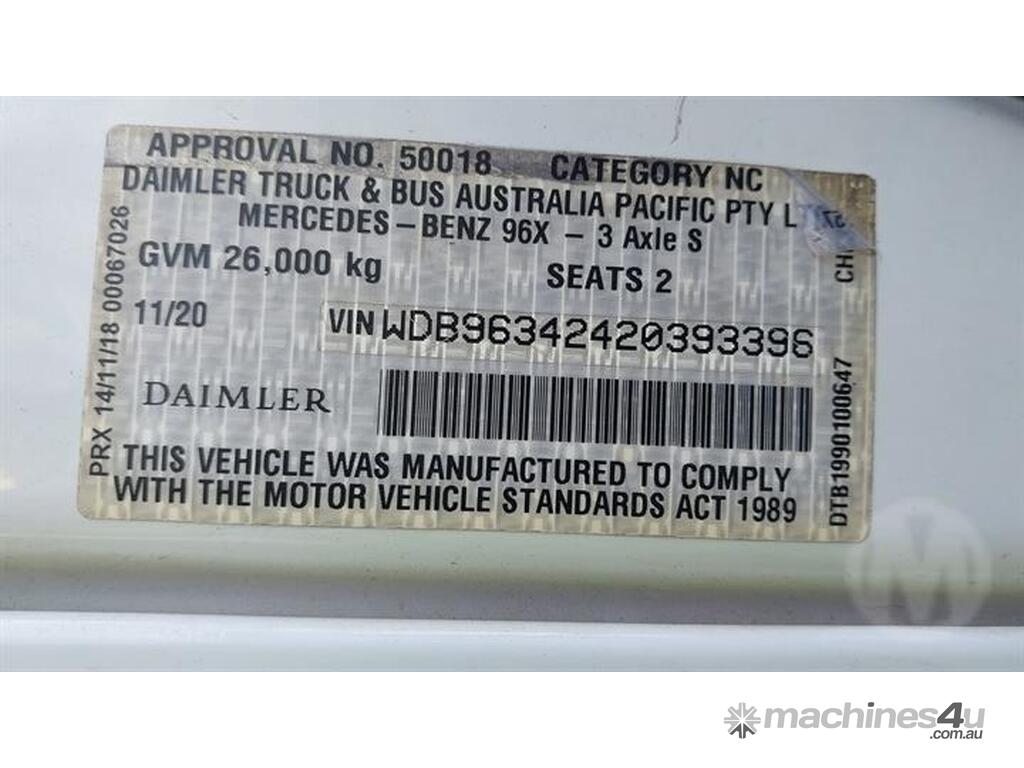 APPROVAL NO. 50018 CATEGORY NC
DAIMLER TRUCK & BUS AUSTRALIA PACIFIC PTY
MERCEDES-BENZ 96X - 3 Axle S
GVM 26,000 kg SEATS 2
11/20 VIN WDB96342420393396
DAIMLER
THIS VEHICLE WAS MANUFACTURED TO COMPLY
WITH THE MOTOR VEHICLE STANDARDS ACT 1989
PRX 14/11/18 00067026
DTB1990100647
M
machines4u
.com.au